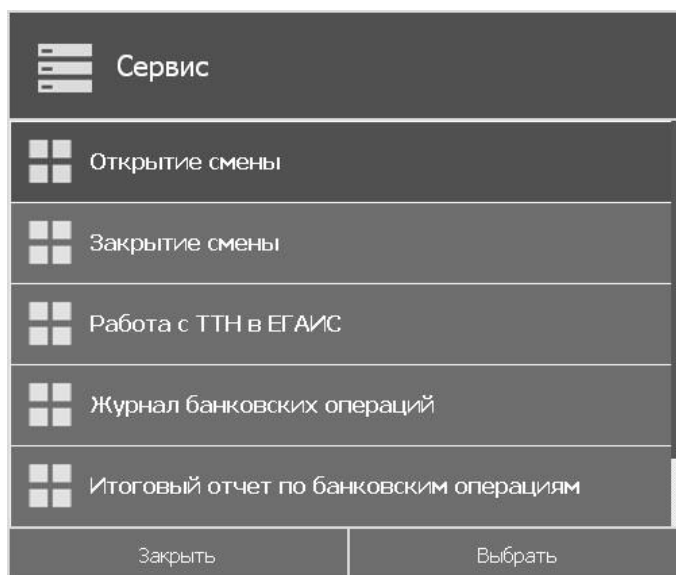 Сервис
Открытие смены
Закрытие смены
Работа с ТТН в ЕГАИС
Журнал банковских операций
Итоговый отчет по банковским операциям
Закрыть
Выбрать